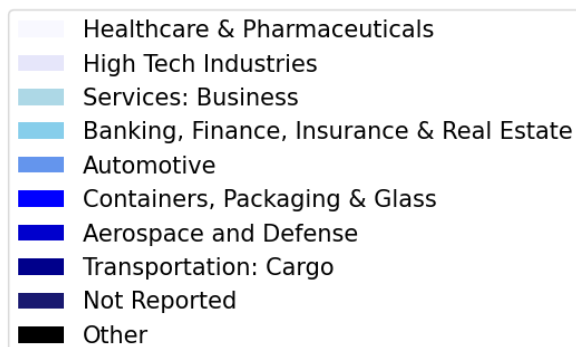 Healthcare & Pharmaceuticals
High Tech Industries
Services: Business
Banking, Finance, Insurance & Real Estate
Automotive
Containers, Packaging & Glass
Aerospace and Defense
Transportation: Cargo
Not Reported
Other